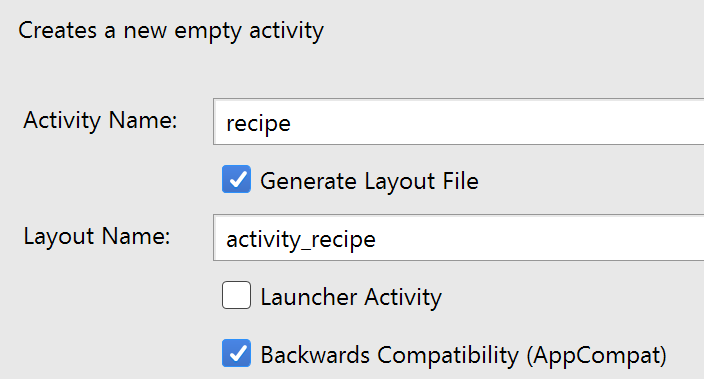 Creates a new empty activity
Activity Name: recipe
Generate Layout File
Layout Name: activity_recipe
Launcher Activity
Backwards Compatibility (AppCompat)